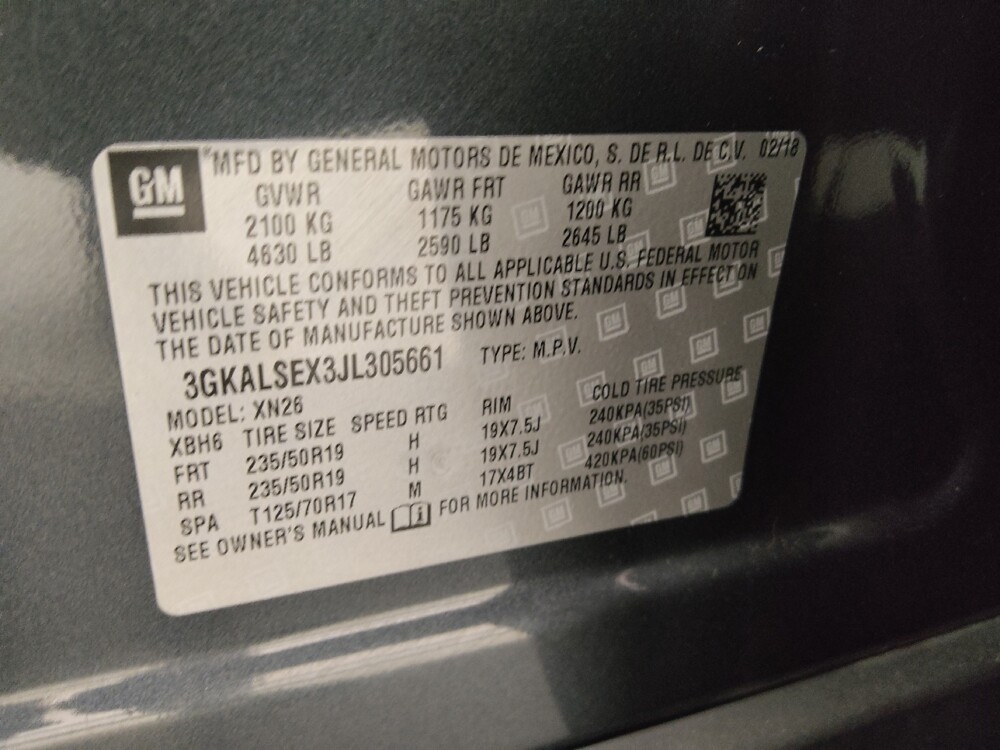 GM
MFD BY GENERAL MOTORS DE MEXICO, S. DE R.L. DE C.V. 02/18
GVWR GAWR FRT GAWR RR
2100 KG 1175 KG 1200 KG
4630 LB 2590 LB 2645 LB
THIS VEHICLE CONFORMS TO ALL APPLICABLE U.S. FEDERAL MOTOR
VEHICLE SAFETY AND THEFT PREVENTION STANDARDS IN EFFECT ON
THE DATE OF MANUFACTURE SHOWN ABOVE.
3GKALSEX3JL305661 TYPE: M.P.V.
MODEL: XN26
XBH6 TIRE SIZE SPEED RTG RIM COLD TIRE PRESSURE
FRT 235/50R19 H 19X7.5J 240KPA(35PSI)
RR 235/50R19 H 19X7.5J 240KPA(35PSI)
SPA T125/70R17 M 17X4BT 420KPA(60PSI)
SEE OWNER'S MANUAL i FOR MORE INFORMATION.